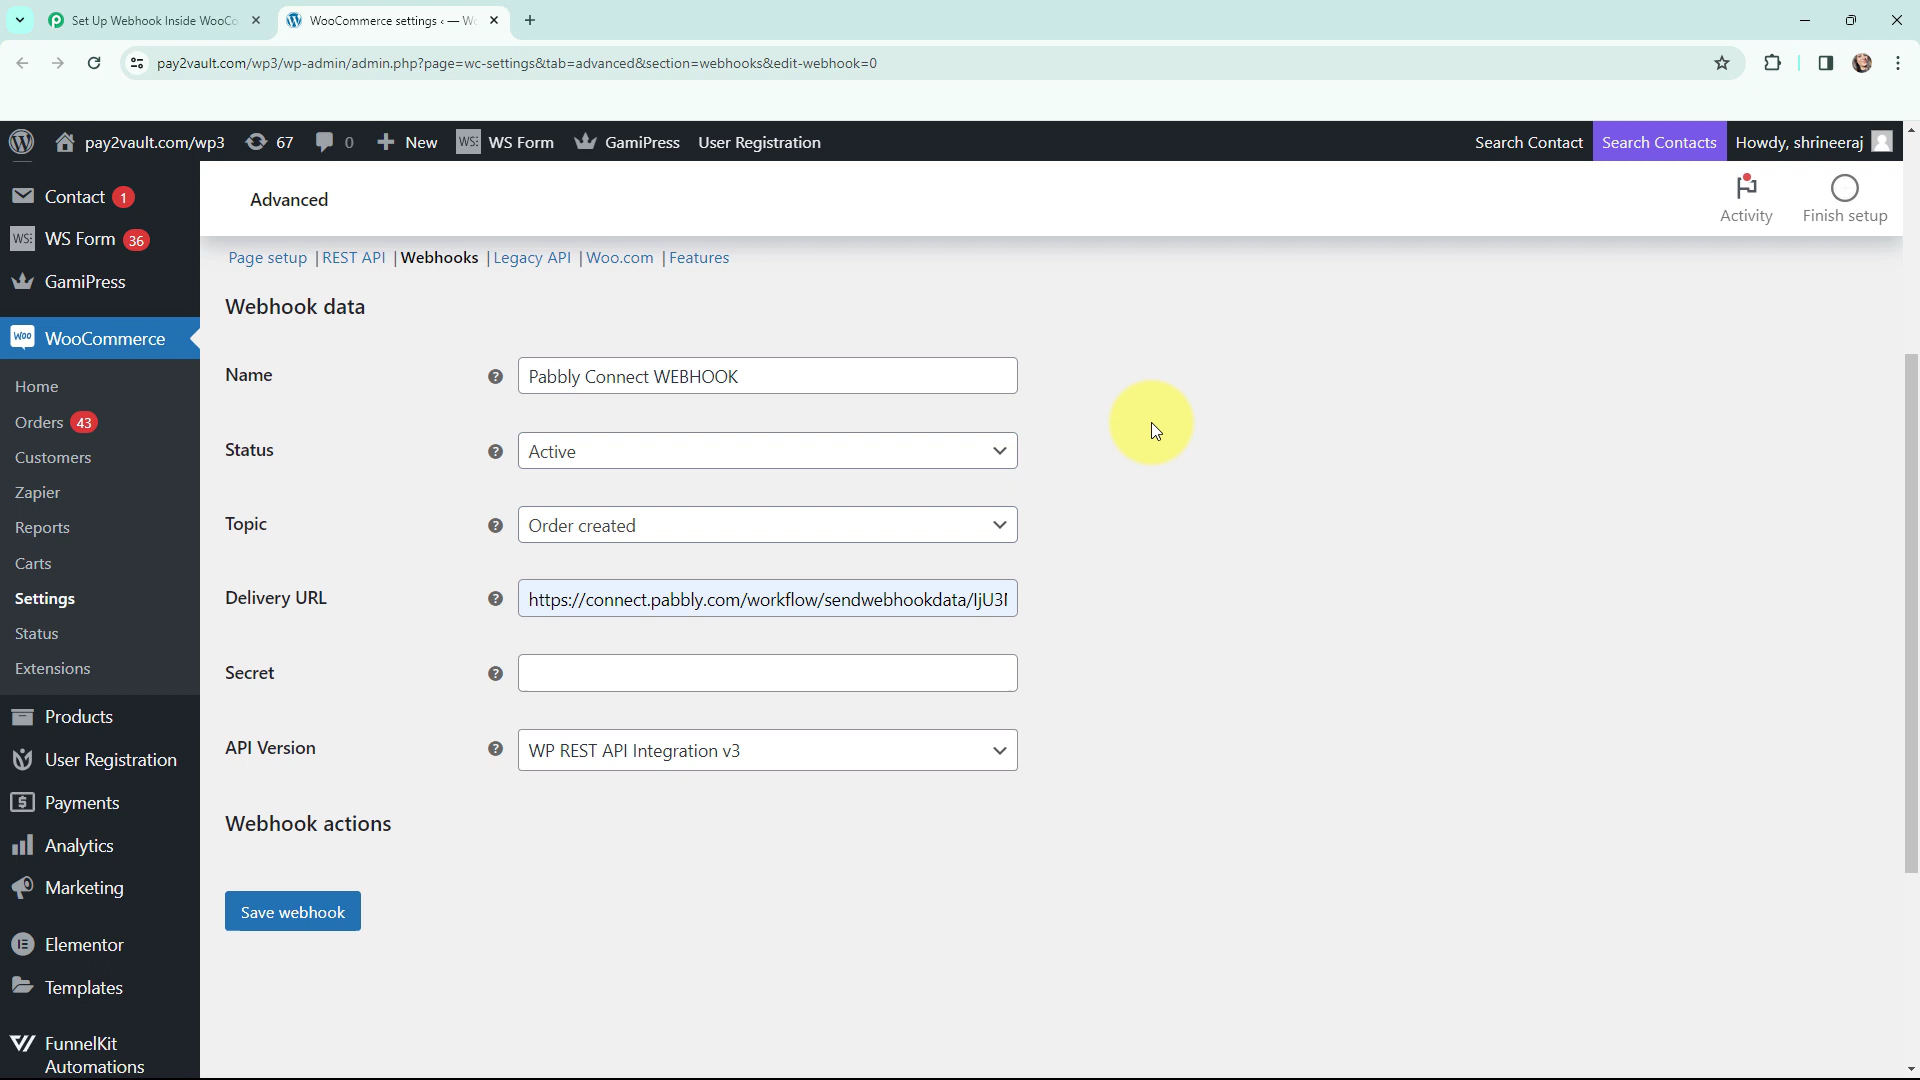 Set Up Webhook Inside WooCo
WooCommerce settings ‹ — Wo
pay2vault.com/wp3/wp-admin/admin.php?page=wc-settings&tab=advanced&section=webhooks&edit-webhook=0
pay2vault.com/wp3
67
0
New
WS: WS Form
GamiPress
User Registration
Search Contact
Search Contacts
Howdy, shrineeraj
Contact 1
WS: WS Form 36
GamiPress
Woo WooCommerce
Home
Orders 43
Customers
Zapier
Reports
Carts
Settings
Status
Extensions
Products
User Registration
Payments
Analytics
Marketing
Elementor
Templates
FunnelKit
Automations
Advanced
Activity
Finish setup
Page setup | REST API | Webhooks | Legacy API | Woo.com | Features
Webhook data
Name ? Pabbly Connect WEBHOOK
Status ? Active
Topic ? Order created
Delivery URL ? https://connect.pabbly.com/workflow/sendwebhookdata/
Secret ?
API Version ? WP REST API Integration v3
Webhook actions
Save webhook